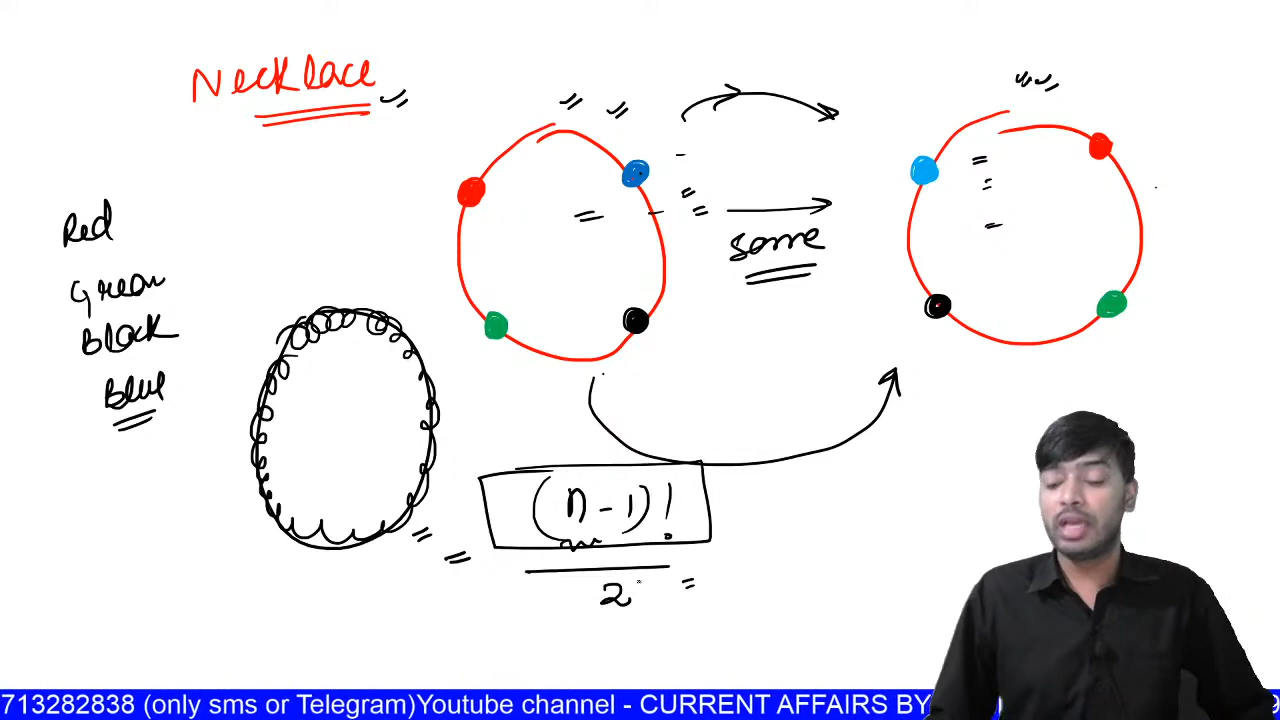 Necklace
Red
Green
Black
Blue
Same
(n-1)!
2
713282838 (only sms or Telegram)Youtube channel - CURRENT AFFAIRS BY